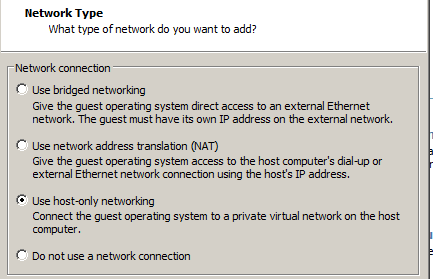 Network Type
What type of network do you want to add?
Network connection
Use bridged networking
Give the guest operating system direct access to an external Ethernet
network. The guest must have its own IP address on the external network.
Use network address translation (NAT)
Give the guest operating system access to the host computer's dial-up or
external Ethernet network connection using the host's IP address.
Use host-only networking
Connect the guest operating system to a private virtual network on the host
computer.
Do not use a network connection